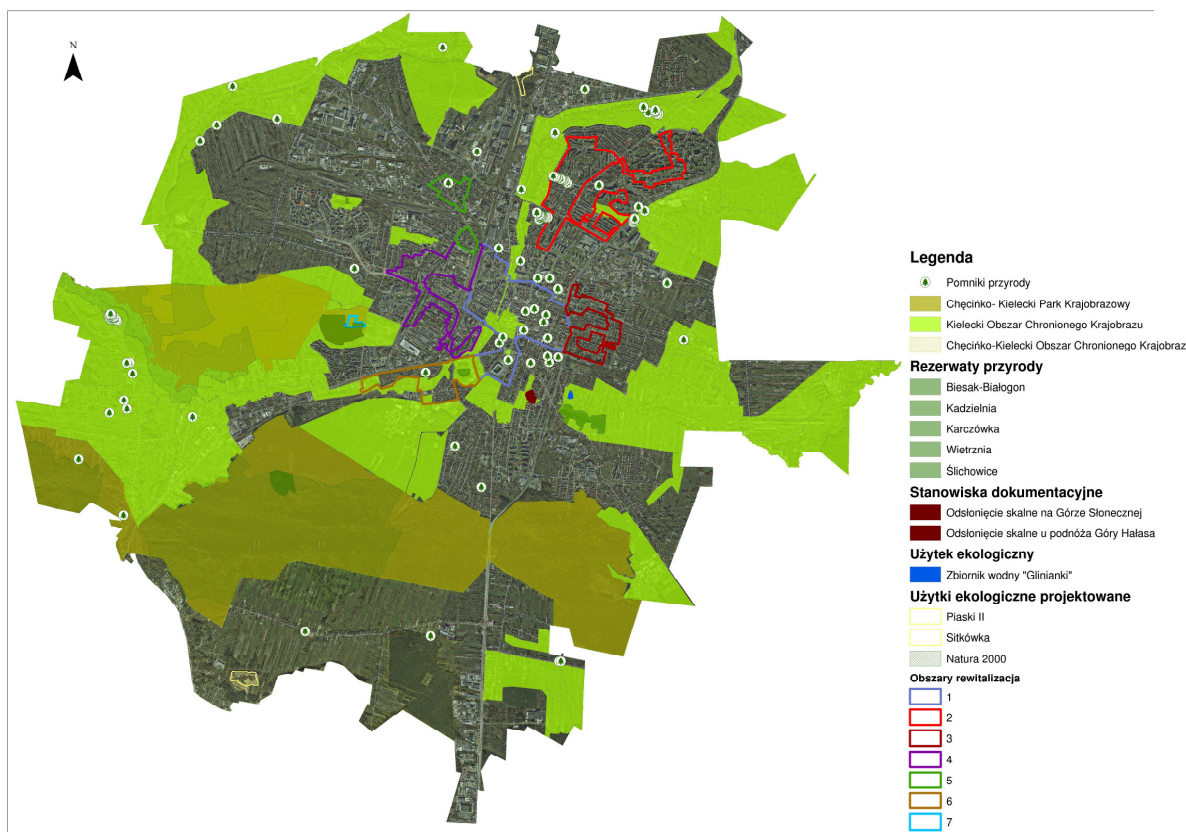 N
Legenda
Pomniki przyrody
Chęcińko- Kielecki Park Krajobrazowy
Kielecki Obszar Chronionego Krajobrazu
Chęcińko-Kielecki Obszar Chronionego Krajobraz
Rezerwaty przyrody
Biesak-Białogon
Kadzielnia
Karczówka
Wietrznia
Ślichowice
Stanowiska dokumentacyjne
Odsłonięcie skalne na Górze Słonecznej
Odsłonięcie skalne u podnóża Góry Hałasa
Użytek ekologiczny
Zbiornik wodny "Glinianki"
Użytki ekologiczne projektowane
Piaski II
Sitkówka
Natura 2000
Obszary rewitalizacja
1
2
3
4
5
6
7